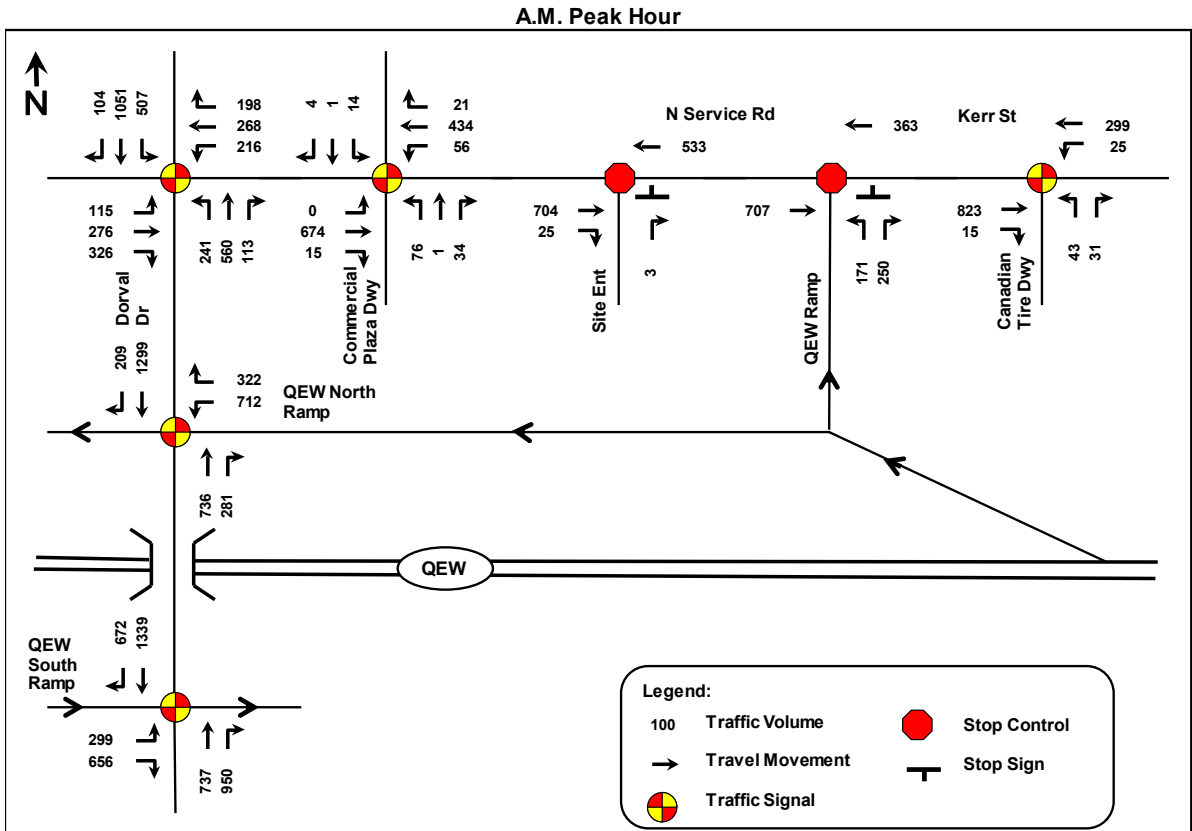 A.M. Peak Hour
N
104
1051
507
198
268
216
4
1
14
21
434
56
N Service Rd
533
363
Kerr St
299
25
115
276
326
241
560
113
0
674
15
76
1
34
704
25
3
707
171
250
823
15
43
31
Dorval
Dr
Commercial
Plaza Dwy
Site Ent
QEW Ramp
Canadian
Tire Dwy
209
1299
322
712
QEW North
Ramp
736
281
QEW
672
1339
QEW
South
Ramp
299
656
737
950
Legend:
100 Traffic Volume
Travel Movement
Traffic Signal
Stop Control
Stop Sign